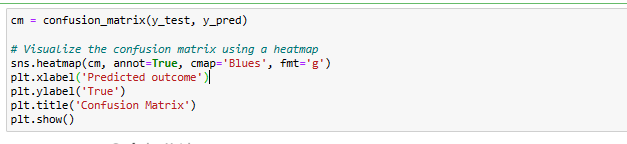 cm = confusion_matrix(y_test, y_pred)
# Visualize the confusion matrix using a heatmap
sns.heatmap(cm, annot=True, cmap='Blues', fmt='g')
plt.xlabel('Predicted outcome')
plt.ylabel('True')
plt.title('Confusion Matrix')
plt.show()